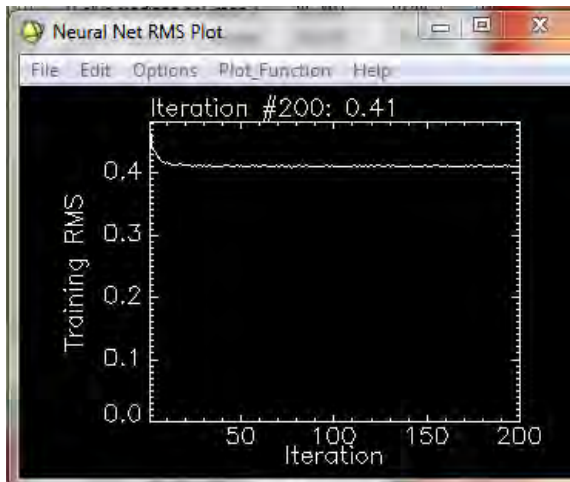 Neural Net RMS Plot
File Edit Options Plot_Function Help
Iteration #200: 0.41
Training RMS
0.4
0.3
0.2
0.1
0.0
50 100 150 200
Iteration